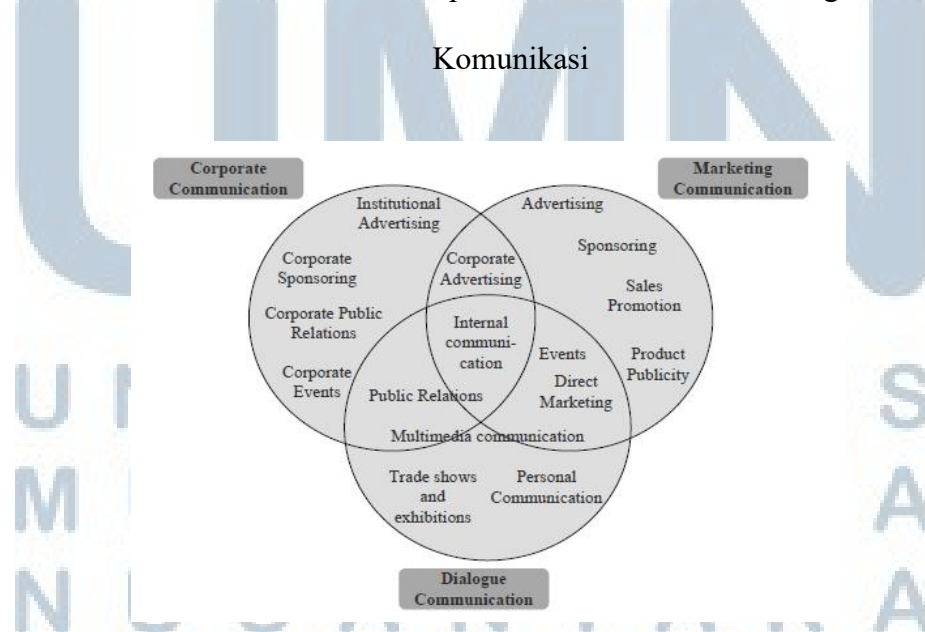 Komunikasi
Corporate
Communication
Marketing
Communication
Institutional
Advertising
Advertising
Corporate
Sponsoring
Corporate
Advertising
Sponsoring
Sales
Promotion
Corporate Public
Relations
Internal
communi-
cation
Events
Product
Publicity
Corporate
Events
Public Relations
Direct
Marketing
Multimedia communication
Trade shows
and
exhibitions
Personal
Communication
Dialogue
Communication